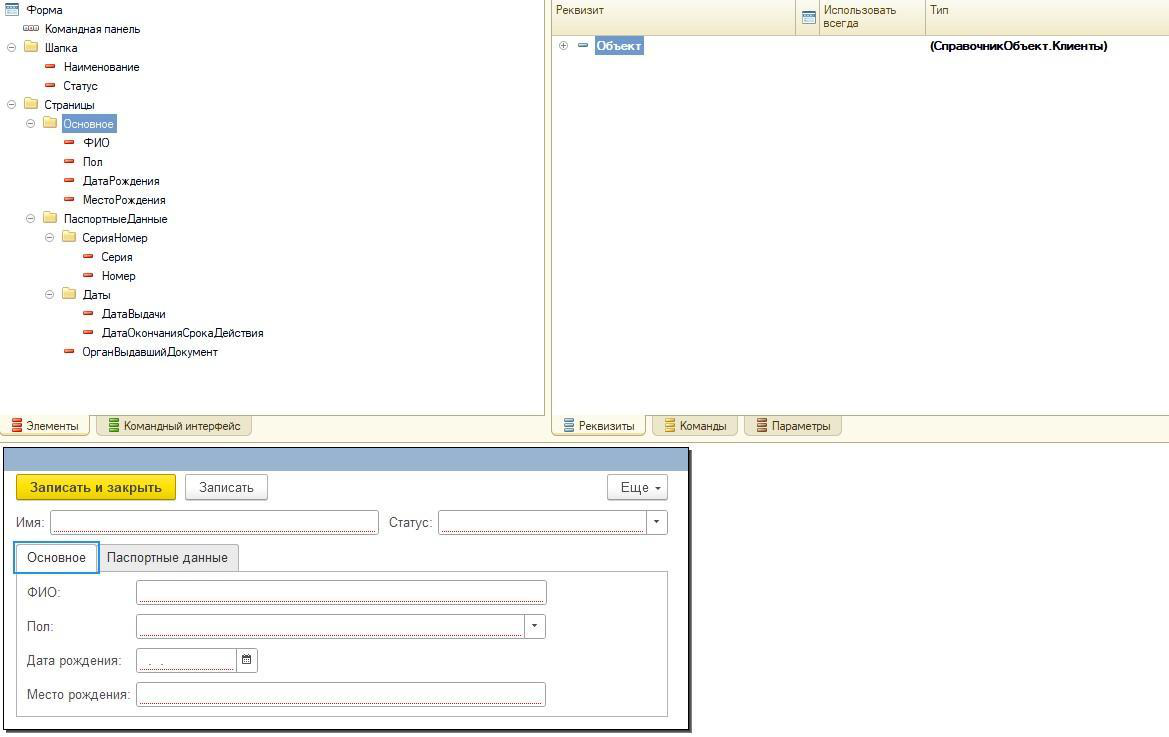 Форма
Командная панель
Шапка
Наименование
Статус
Страницы
Основное
ФИО
Пол
ДатаРождения
МестоРождения
ПаспортныеДанные
СерияНомер
Серия
Номер
Даты
ДатаВыдачи
ДатаОкончанияСрокаДействия
ОрганВыдавшийДокумент
Элементы
Командный интерфейс
Реквизит
Использовать
всегда
Тип
Объект
(СправочникОбъект.Клиенты)
Реквизиты
Команды
Параметры
Записать и закрыть
Записать
Еще
Имя:
Статус:
Основное
Паспортные данные
ФИО:
Пол:
Дата рождения:
. .
Место рождения: